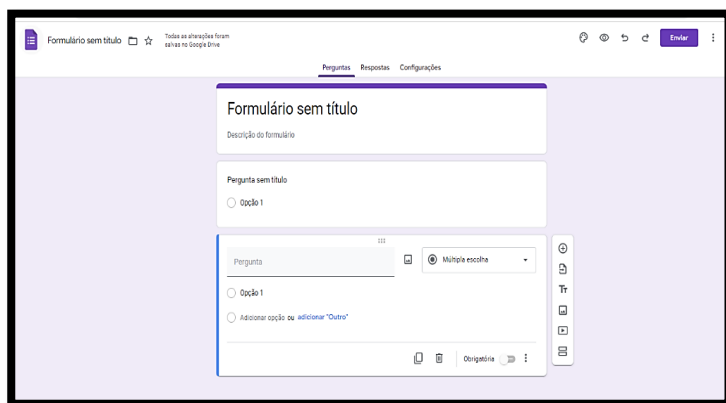 Formulário sem título
Todas as alterações foram
salvas no Google Drive
Enviar
Perguntas Respostas Configurações
Formulário sem título
Descrição do formulário
Pergunta sem título
Opção 1
Pergunta
Múltipla escolha
Opção 1
Adicionar opção ou adicionar "Outro"
Obrigatória
Tт